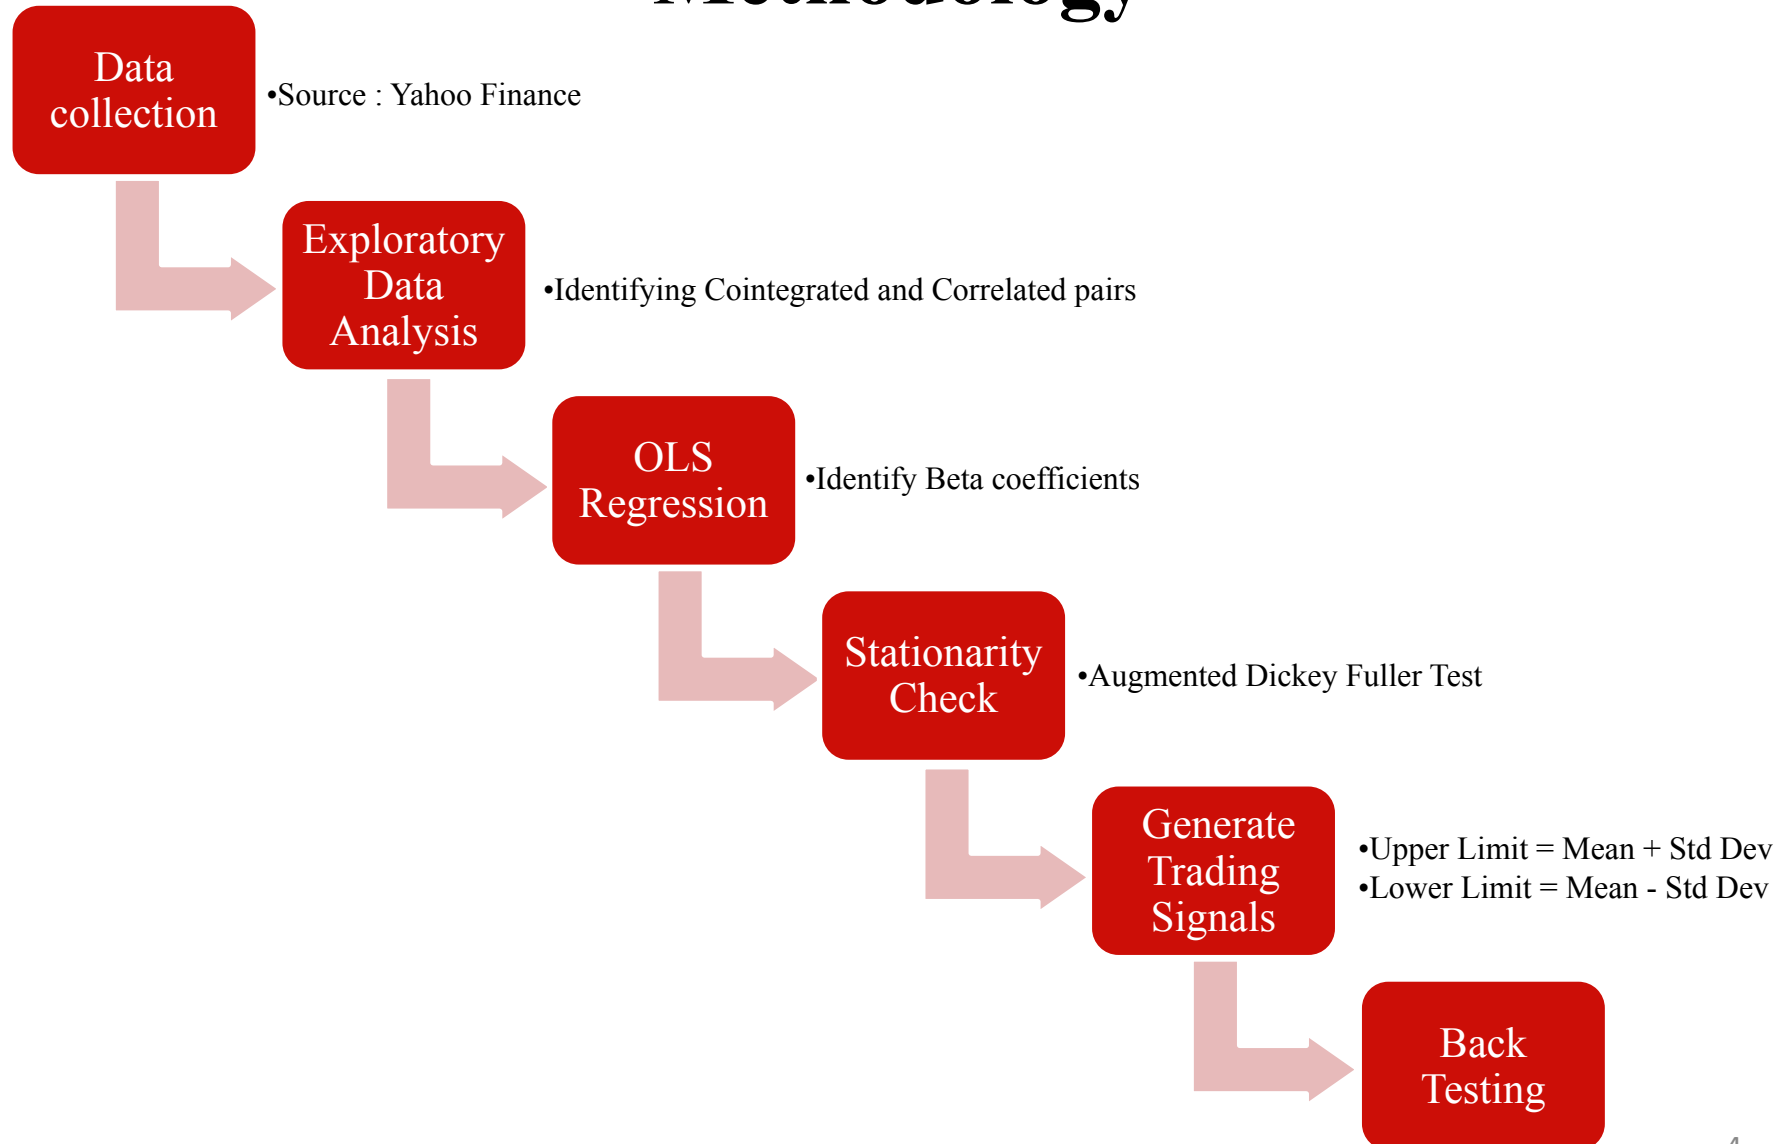 Methodology
Data
collection
•Source : Yahoo Finance
Exploratory
Data
Analysis
•Identifying Cointegrated and Correlated pairs
OLS
Regression
•Identify Beta coefficients
Stationarity
Check
•Augmented Dickey Fuller Test
Generate
Trading
Signals
•Upper Limit = Mean + Std Dev
•Lower Limit = Mean - Std Dev
Back
Testing